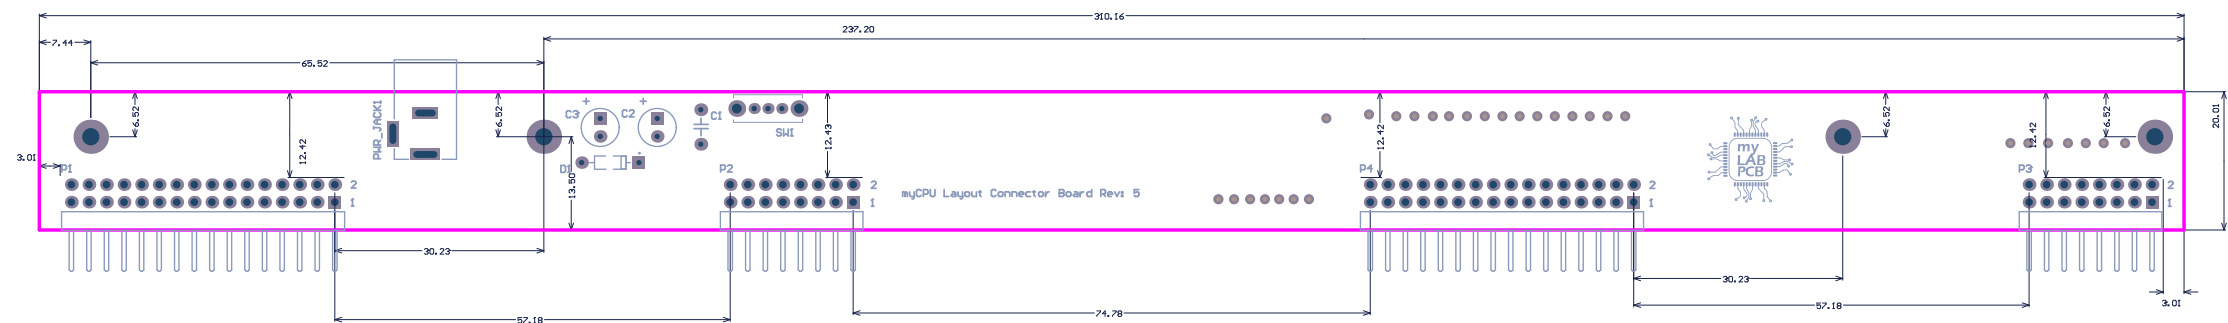 310.16
7.44
237.20
65.52
6.52
PWR_JACK1
6.52
C3
+
C2
+
C1
SW1
12.43
12.42
6.52
12.42
6.52
20.01
12.42
3.01
P1
D1
13.50
P2
P4
my
LAB
PCB
P3
2
2
myCPU Layout Connector Board Rev: 5
2
2
1
1
1
1
30.23
30.23
57.18
74.78
57.18
3.01